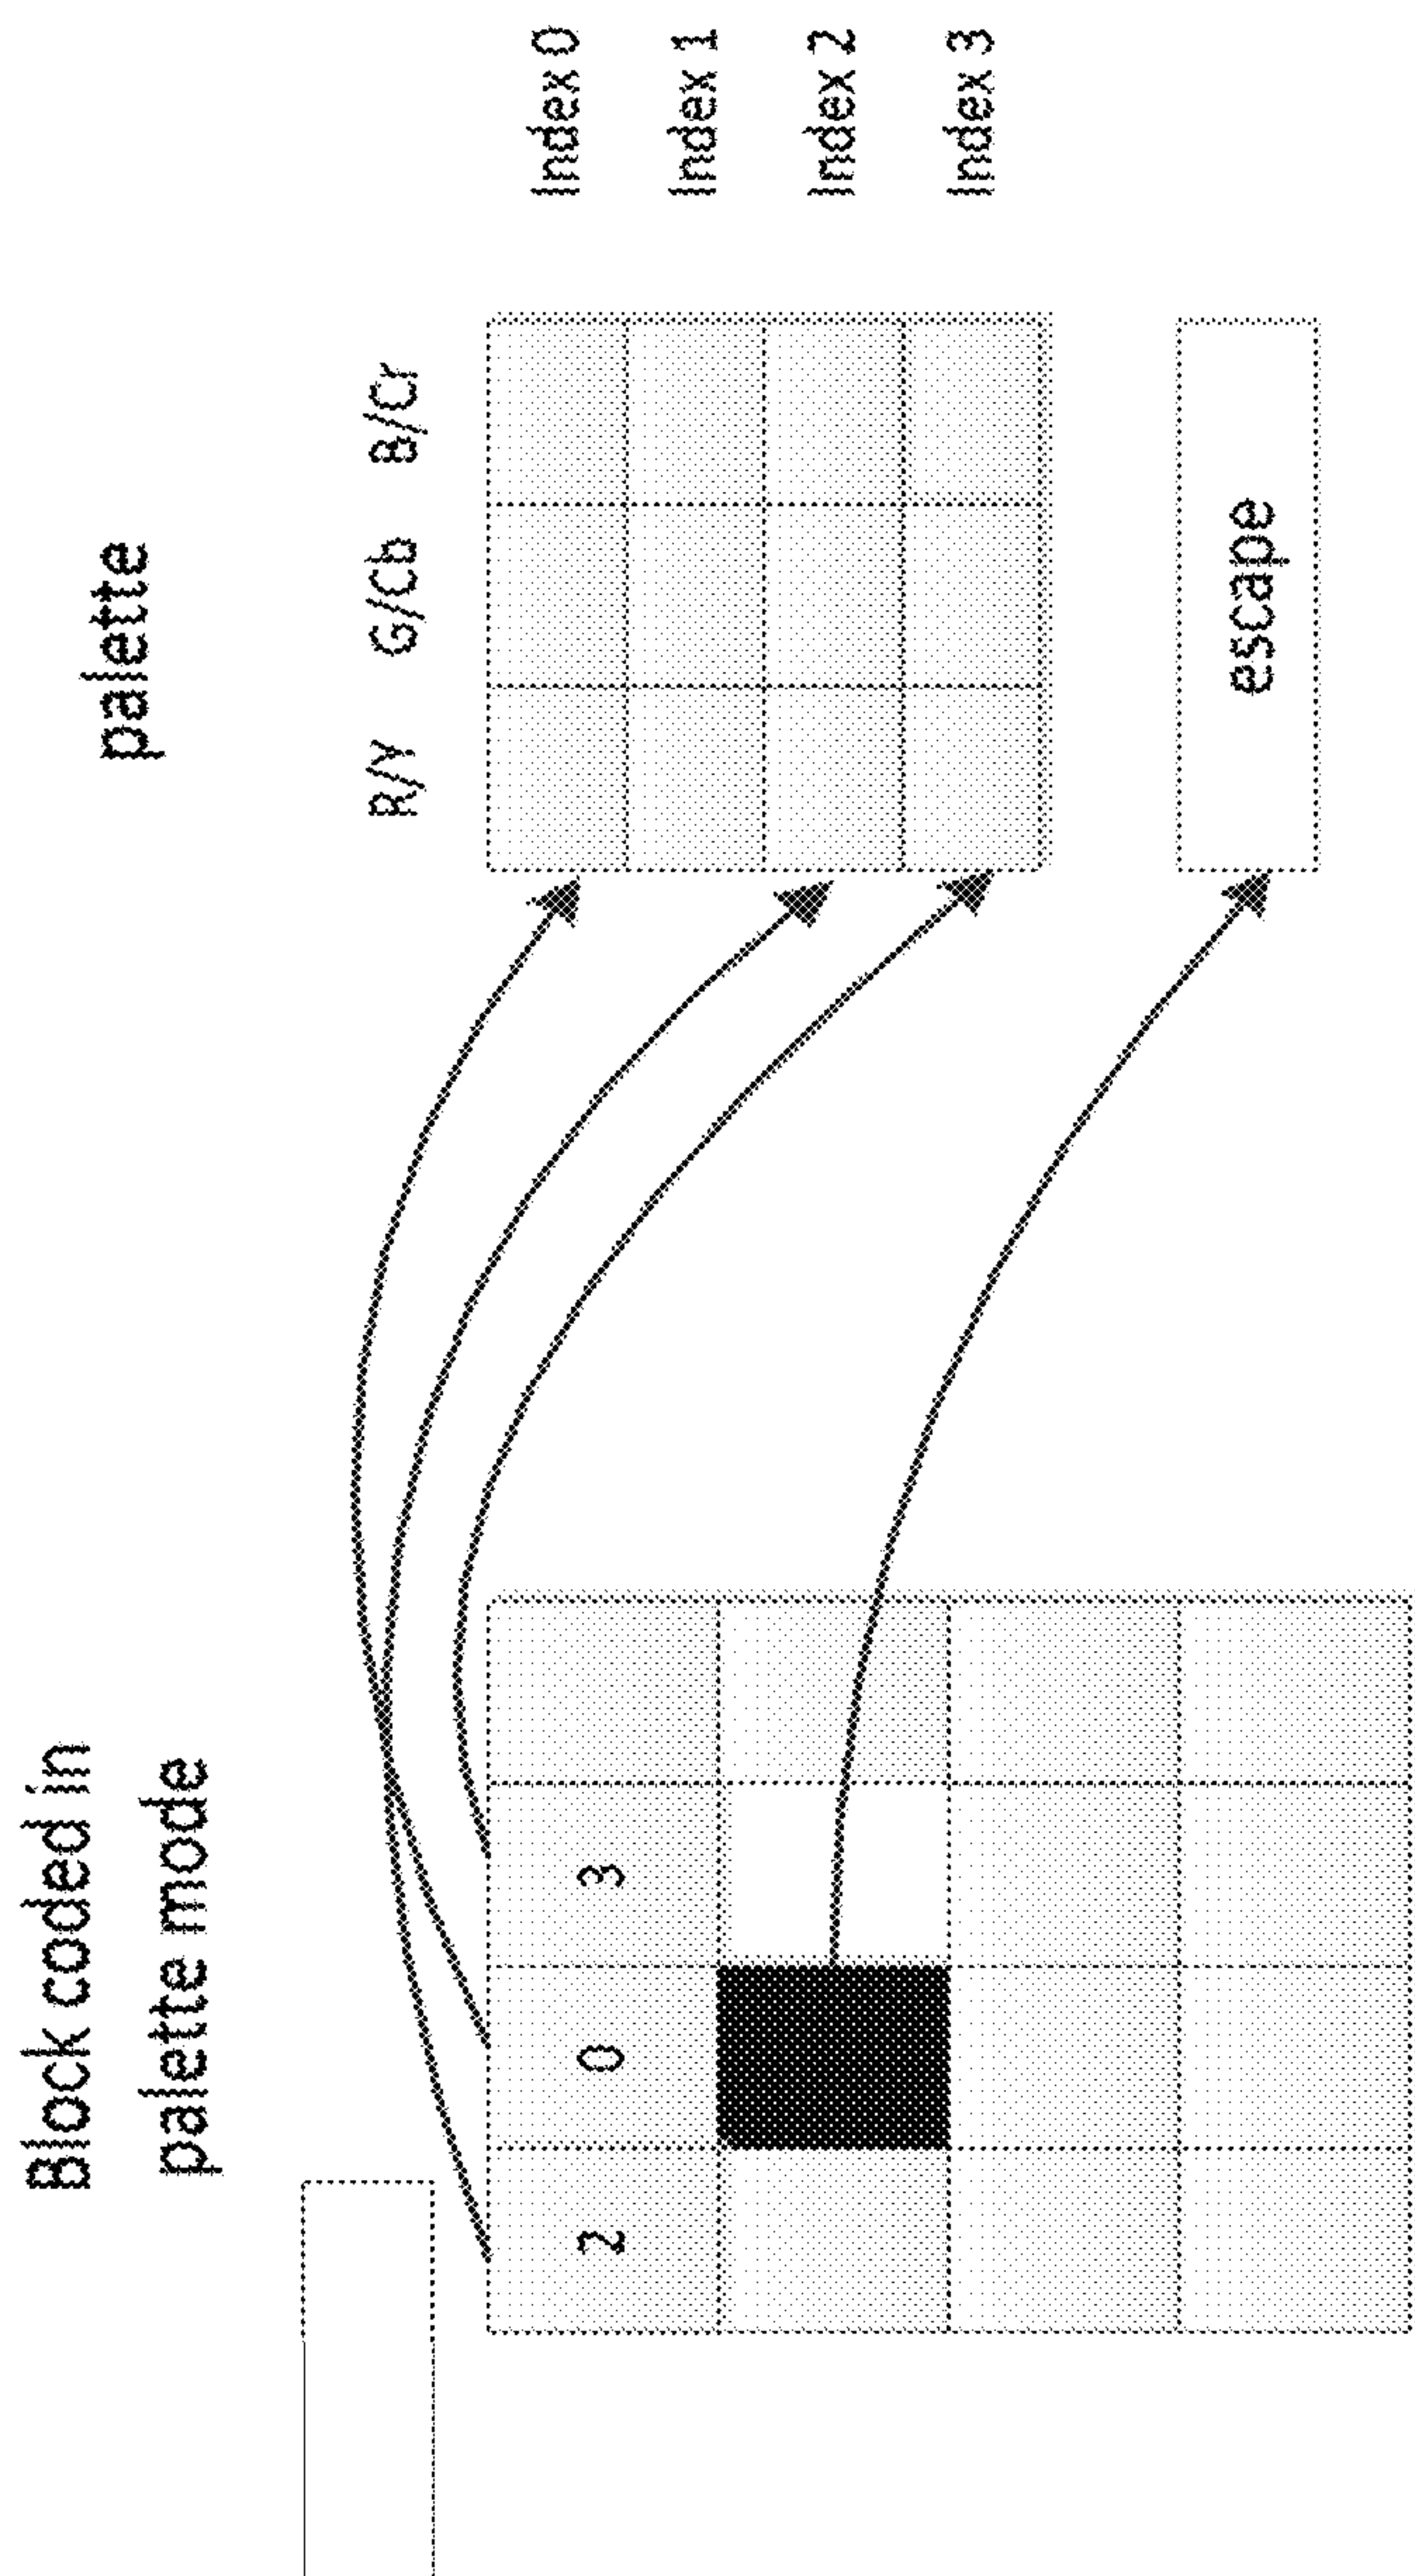 Block coded in
palette mode
palette
R/Y G/Cb B/Cr
2 0 3
Index 0
Index 1
Index 2
Index 3
escape